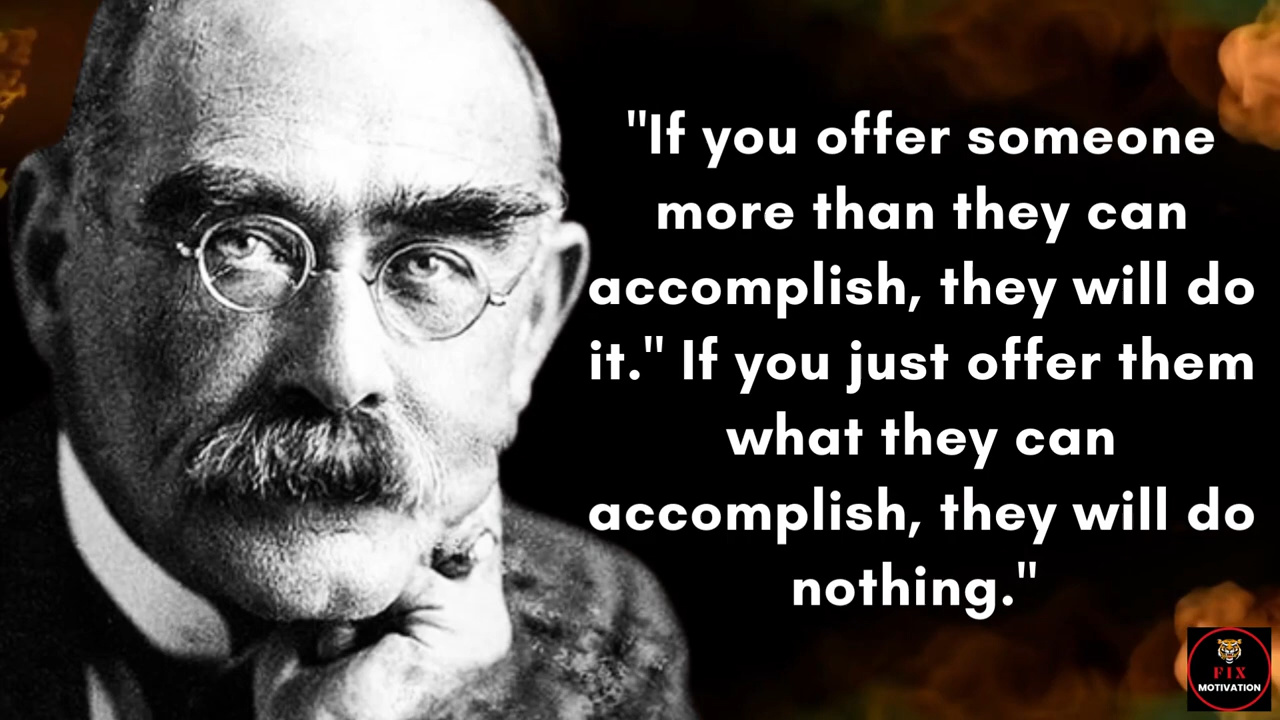 "If you offer someone
more than they can
accomplish, they will do
it." If you just offer them
what they can
accomplish, they will do
nothing."
FIX
MOTIVATION